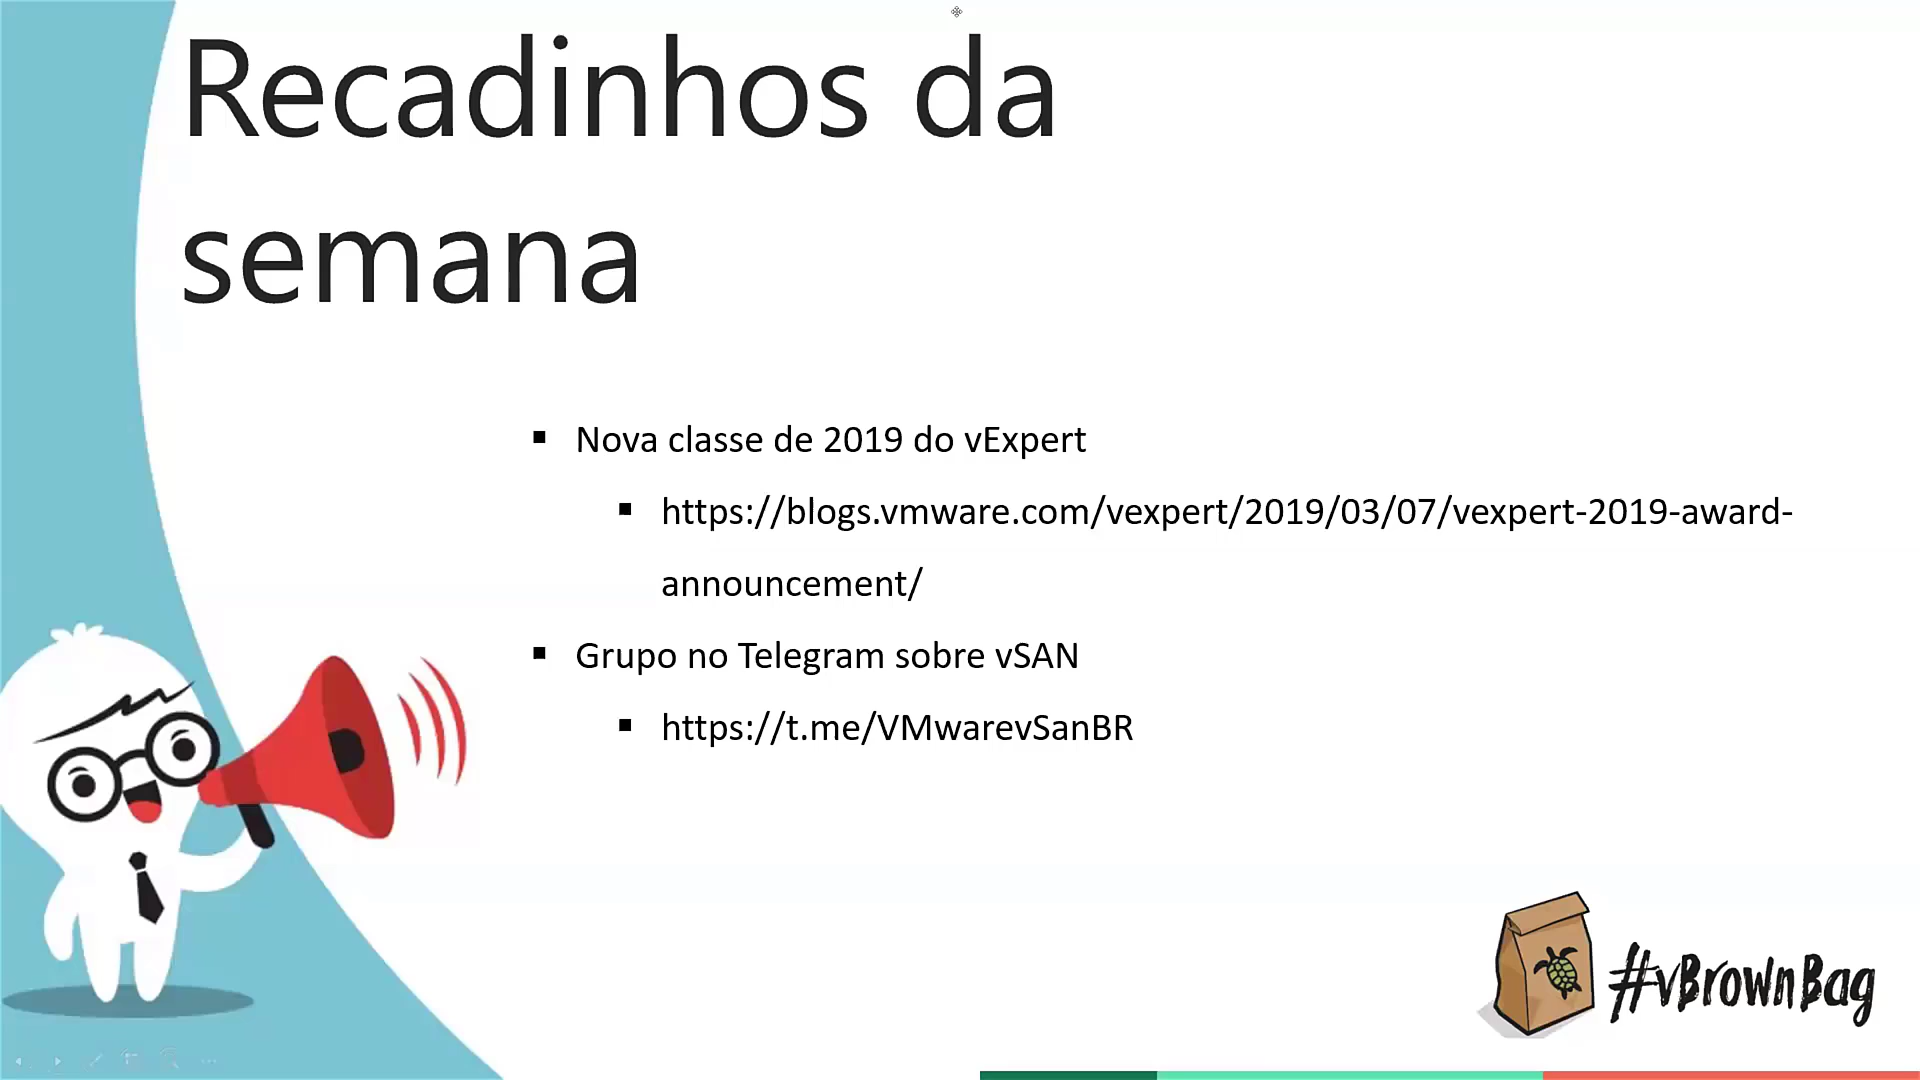 Recadinhos da
semana
▪ Nova classe de 2019 do vExpert
▪ https://blogs.vmware.com/vexpert/2019/03/07/vexpert-2019-award-
announcement/
▪ Grupo no Telegram sobre vSAN
▪ https://t.me/VMwarevSanBR
#vBrownBag